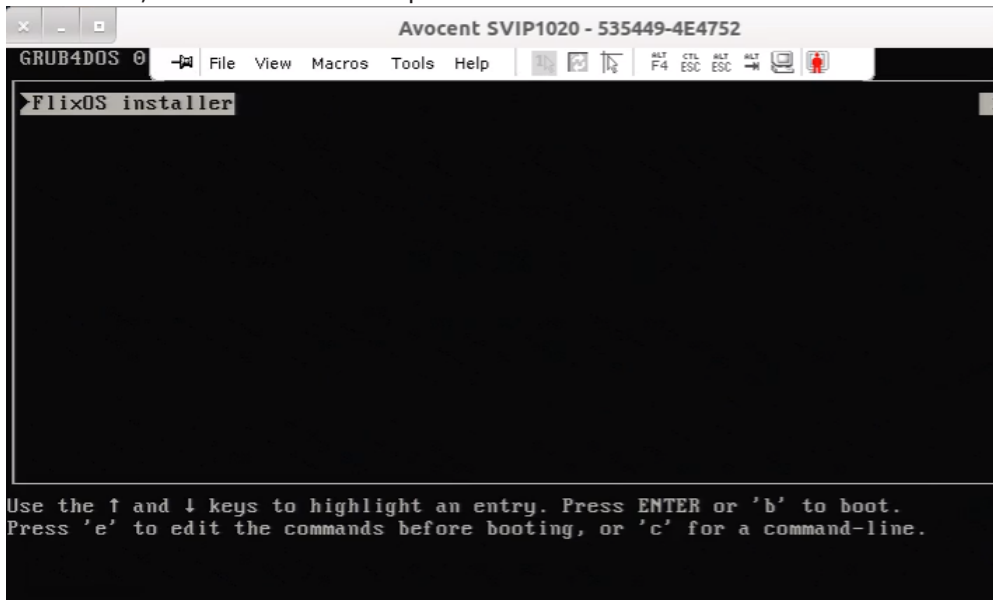 Avocent SVIP1020 - 535449-4E4752
GRUB4DOS 0
File View Macros Tools Help
ALT F4 CTL ESC ALT ESC ALT
FlixOS installer
Use the ↑ and ↓ keys to highlight an entry. Press ENTER or 'b' to boot.
Press 'e' to edit the commands before booting, or 'c' for a command-line.